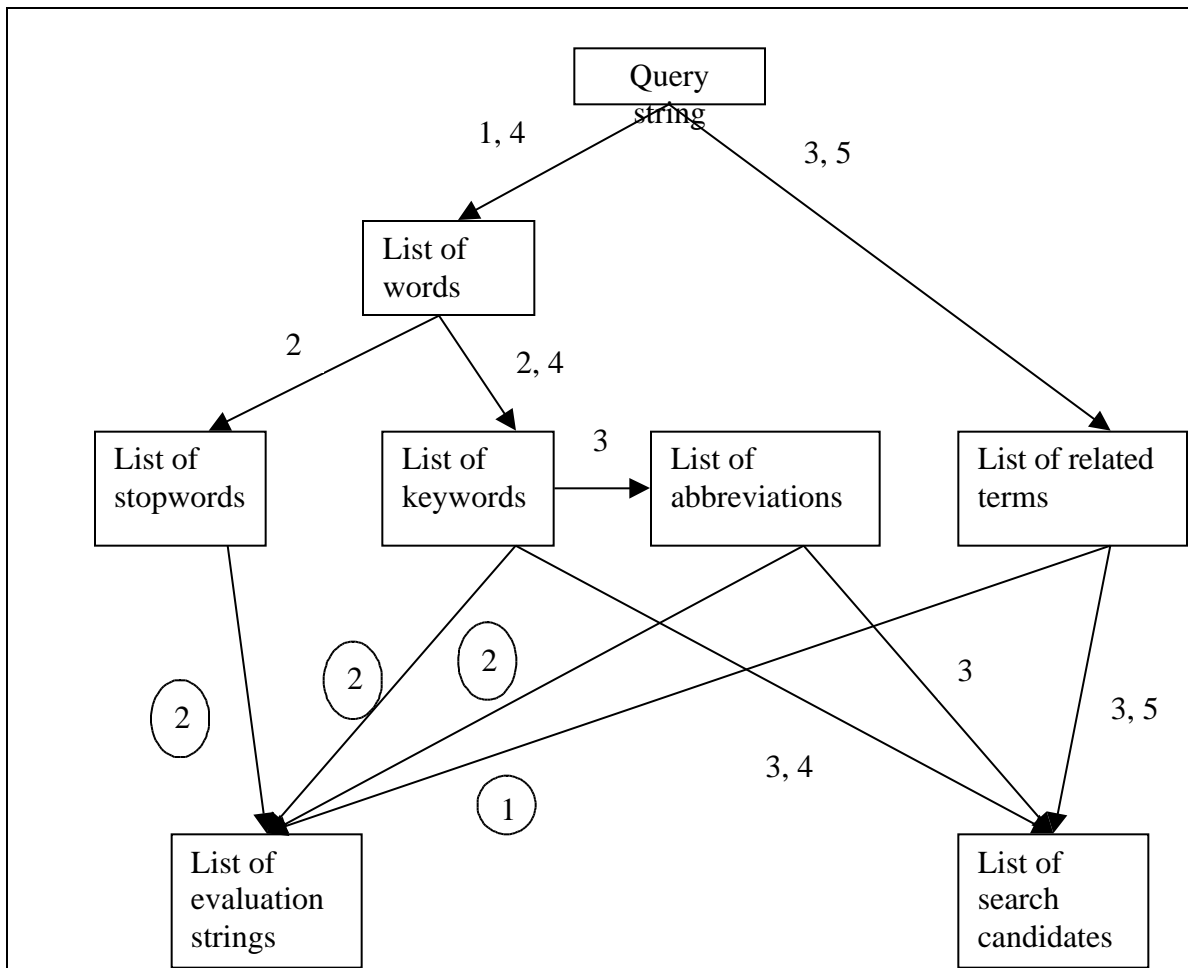 Query
string
1, 4
3, 5
List of
words
2
2, 4
3
List of
stopwords
List of
keywords
List of
abbreviations
List of related
terms
2
2
2
3
3, 5
2
3, 4
1
List of
evaluation
strings
List of
search
candidates